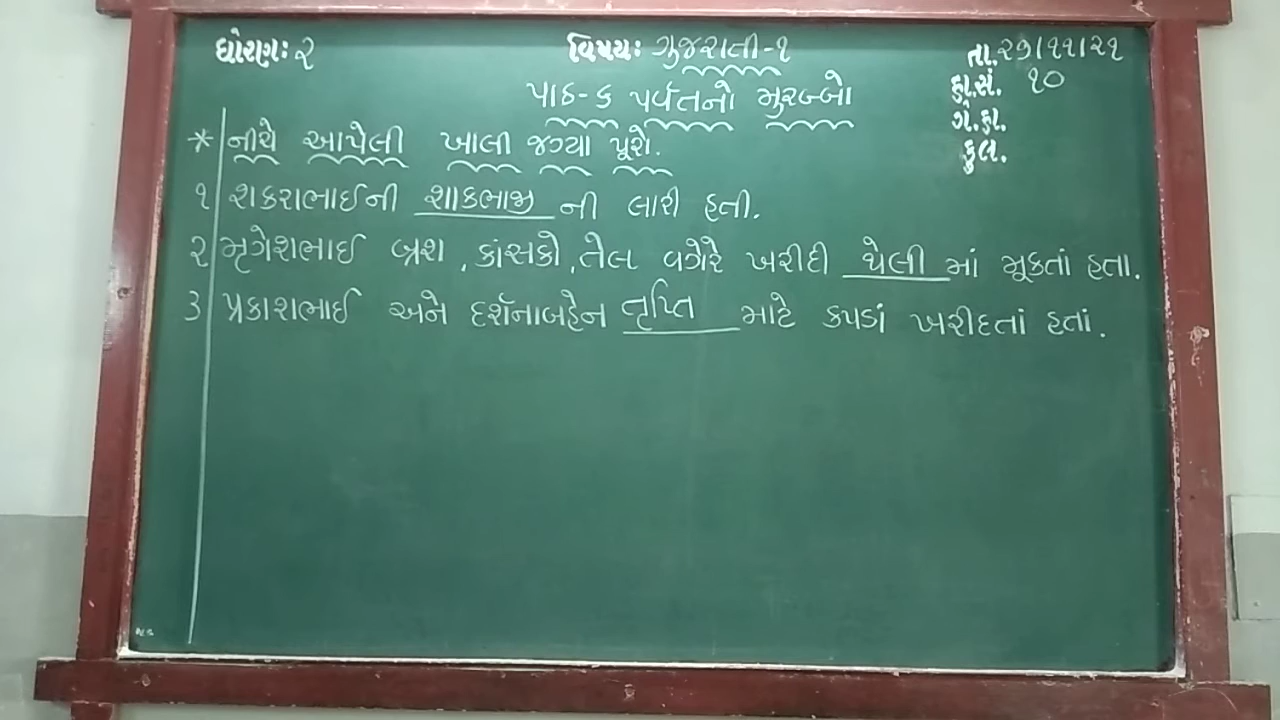 ધોરણઃ ૨ વિષયઃ ગુજરાતી-૧ તા.૨૭/૧૧/૨૧
પાઠ-૬ પર્વતનો મુરબ્બો હા.સં. ૧૦
ગે.હા.
કુલ.
* નીચે આપેલી ખાલી જગ્યા પૂરો.
૧ શકરાભાઈની શાકભાજી ની લારી હતી.
૨ મૃગેશભાઈ બ્રશ, કાંસકો, તેલ વગેરે ખરીદી થેલી માં મૂકતાં હતા.
૩ પ્રકાશભાઈ અને દર્શનાબહેન તૃપ્તિ માટે કપડાં ખરીદતાં હતાં.